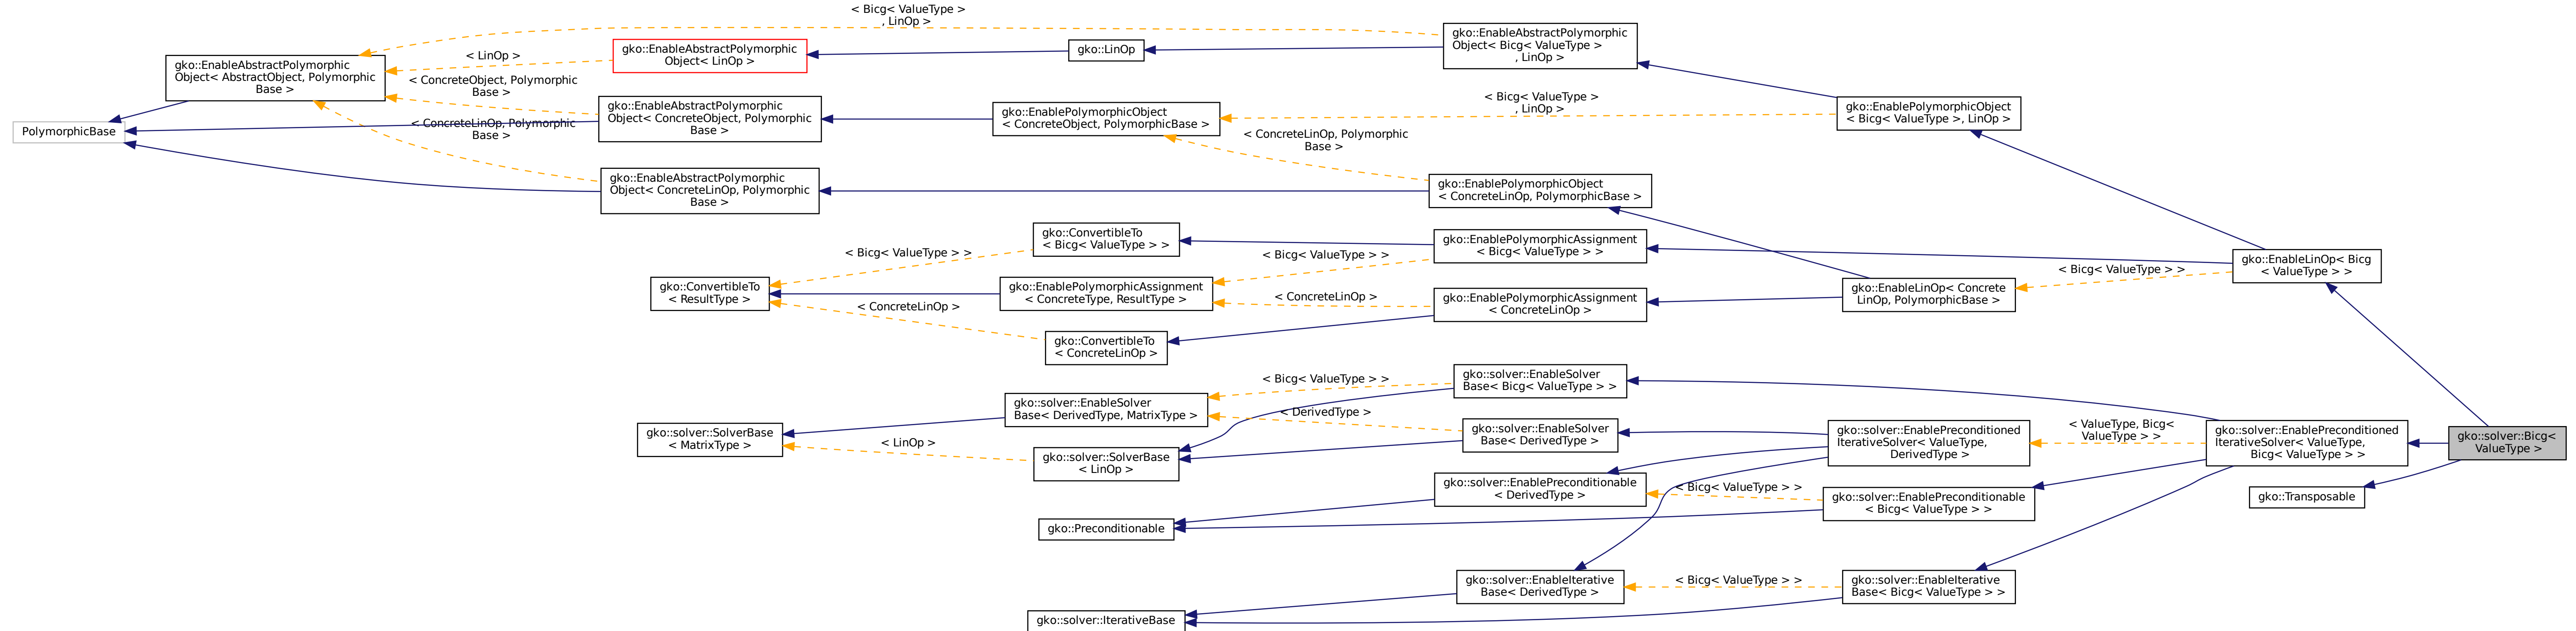 < Bicg< ValueType >
, LinOp >
gko::EnableAbstractPolymorphic
Object< Bicg< ValueType >
, LinOp >
gko::EnableAbstractPolymorphic
Object< LinOp >
gko::LinOp
< LinOp >
gko::EnableAbstractPolymorphic
Object< AbstractObject, Polymorphic
Base >
< ConcreteObject, Polymorphic
Base >
gko::EnableAbstractPolymorphic
Object< ConcreteObject, Polymorphic
Base >
gko::EnablePolymorphicObject
< ConcreteObject, PolymorphicBase >
< Bicg< ValueType >
, LinOp >
gko::EnablePolymorphicObject
< Bicg< ValueType >, LinOp >
PolymorphicBase
< ConcreteLinOp, Polymorphic
Base >
< ConcreteLinOp, Polymorphic
Base >
gko::EnableAbstractPolymorphic
Object< ConcreteLinOp, Polymorphic
Base >
gko::EnablePolymorphicObject
< ConcreteLinOp, PolymorphicBase >
gko::ConvertibleTo
< Bicg< ValueType > >
gko::EnablePolymorphicAssignment
< Bicg< ValueType > >
< Bicg< ValueType > >
< Bicg< ValueType > >
gko::EnableLinOp< Bicg
< ValueType > >
< Bicg< ValueType > >
gko::ConvertibleTo
< ResultType >
gko::EnablePolymorphicAssignment
< ConcreteType, ResultType >
< ConcreteLinOp >
gko::EnablePolymorphicAssignment
< ConcreteLinOp >
gko::EnableLinOp< Concrete
LinOp, PolymorphicBase >
< ConcreteLinOp >
gko::ConvertibleTo
< ConcreteLinOp >
gko::solver::EnableSolver
Base< Bicg< ValueType > >
< Bicg< ValueType > >
gko::solver::EnableSolver
Base< DerivedType, MatrixType >
< DerivedType >
gko::solver::EnableSolver
Base< DerivedType >
gko::solver::SolverBase
< MatrixType >
< LinOp >
gko::solver::SolverBase
< LinOp >
gko::solver::EnablePreconditioned
IterativeSolver< ValueType,
DerivedType >
< ValueType, Bicg<
ValueType > >
gko::solver::EnablePreconditioned
IterativeSolver< ValueType,
Bicg< ValueType > >
gko::solver::Bicg<
ValueType >
gko::solver::EnablePreconditionable
< DerivedType >
< Bicg< ValueType > >
gko::solver::EnablePreconditionable
< Bicg< ValueType > >
gko::Transposable
gko::Preconditionable
gko::solver::EnableIterative
Base< DerivedType >
< Bicg< ValueType > >
gko::solver::EnableIterative
Base< Bicg< ValueType > >
gko::solver::IterativeBase